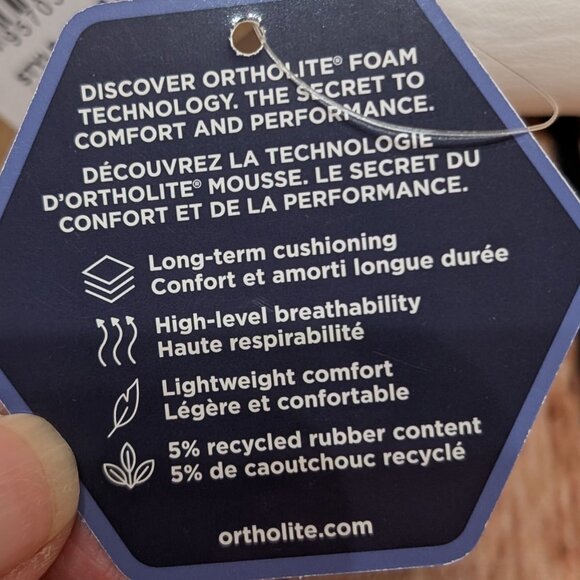 DISCOVER ORTHOLITE® FOAM
TECHNOLOGY. THE SECRET TO
COMFORT AND PERFORMANCE.
DÉCOUVREZ LA TECHNOLOGIE
D'ORTHOLITE® MOUSSE. LE SECRET DU
CONFORT ET DE LA PERFORMANCE.
Long-term cushioning
Confort et amorti longue durée
High-level breathability
Haute respirabilité
Lightweight comfort
Légère et confortable
5% recycled rubber content
5% de caoutchouc recyclé
ortholite.com